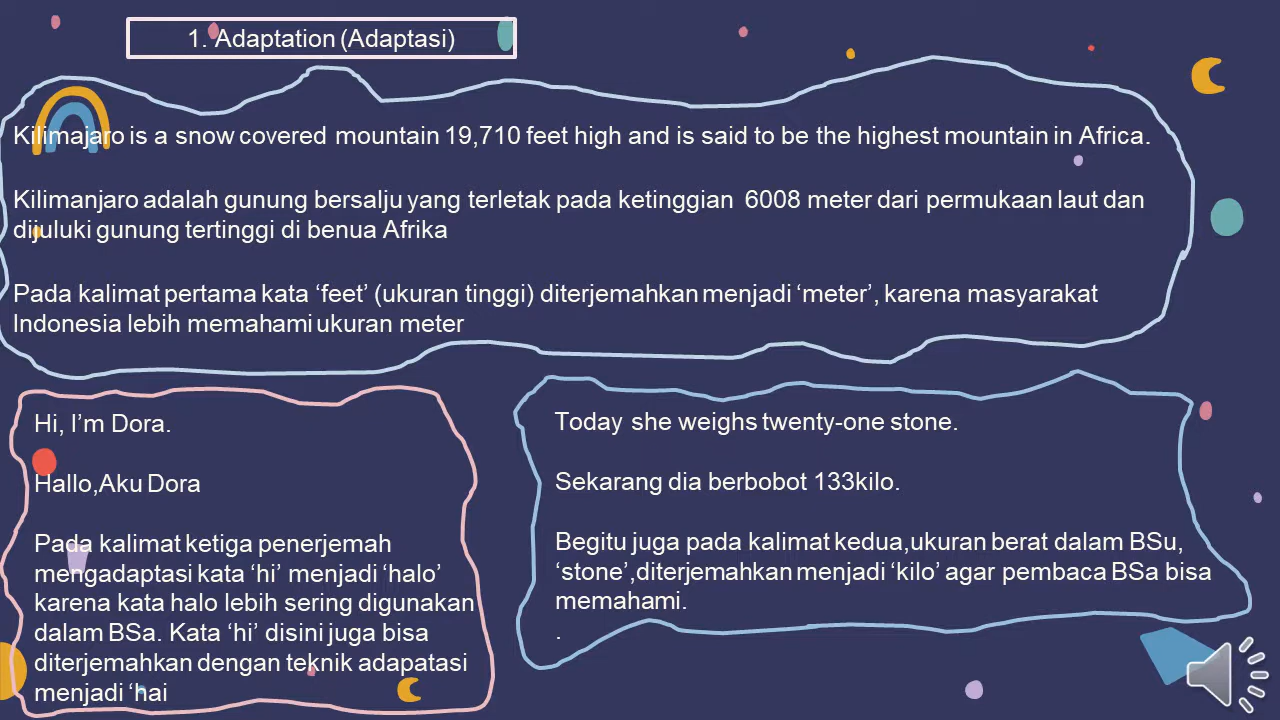 1. Adaptation (Adaptasi)
Kilimajaro is a snow covered mountain 19,710 feet high and is said to be the highest mountain in Africa.
Kilimanjaro adalah gunung bersalju yang terletak pada ketinggian 6008 meter dari permukaan laut dan
dijuluki gunung tertinggi di benua Afrika
Pada kalimat pertama kata ‘feet’ (ukuran tinggi) diterjemahkan menjadi ‘meter’, karena masyarakat
Indonesia lebih memahami ukuran meter
Hi, I’m Dora.
Hallo,Aku Dora
Pada kalimat ketiga penerjemah
mengadaptasi kata ‘hi’ menjadi ‘halo’
karena kata halo lebih sering digunakan
dalam BSa. Kata ‘hi’ disini juga bisa
diterjemahkan dengan teknik adapatasi
menjadi ‘hai
Today she weighs twenty-one stone.
Sekarang dia berbobot 133kilo.
Begitu juga pada kalimat kedua,ukuran berat dalam BSu,
‘stone’,diterjemahkan menjadi ‘kilo’ agar pembaca BSa bisa
memahami.
.